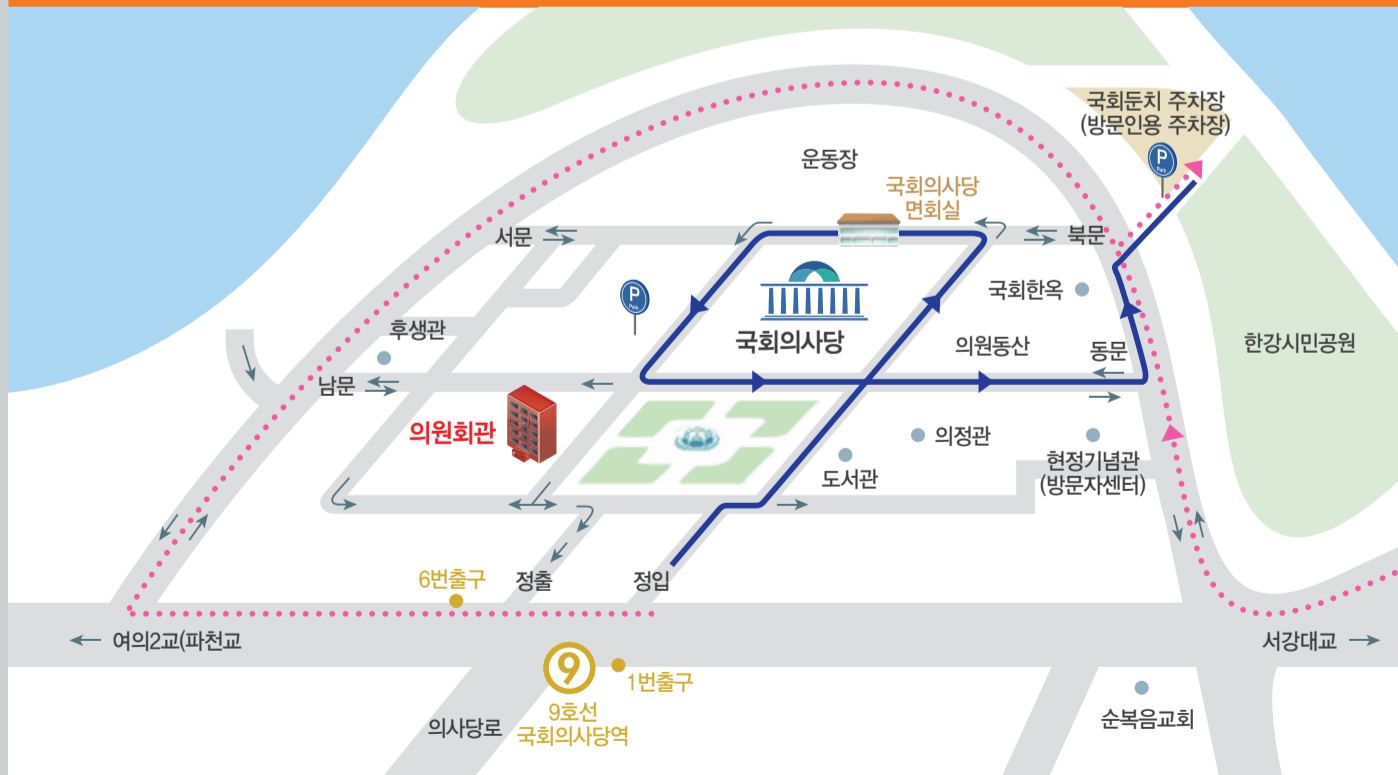 국회둔치 주차장
(방문인용 주차장)
P
Park
운동장
국회의사당
면회실
서문
북문
P
Park
국회한옥
후생관
국회의사당
의원동산
동문
한강시민공원
남문
의원회관
의정관
도서관
헌정기념관
(방문자센터)
6번출구
정출
정입
여의2교(파천교
서강대교
9
1번출구
9호선
국회의사당역
의사당로
순복음교회